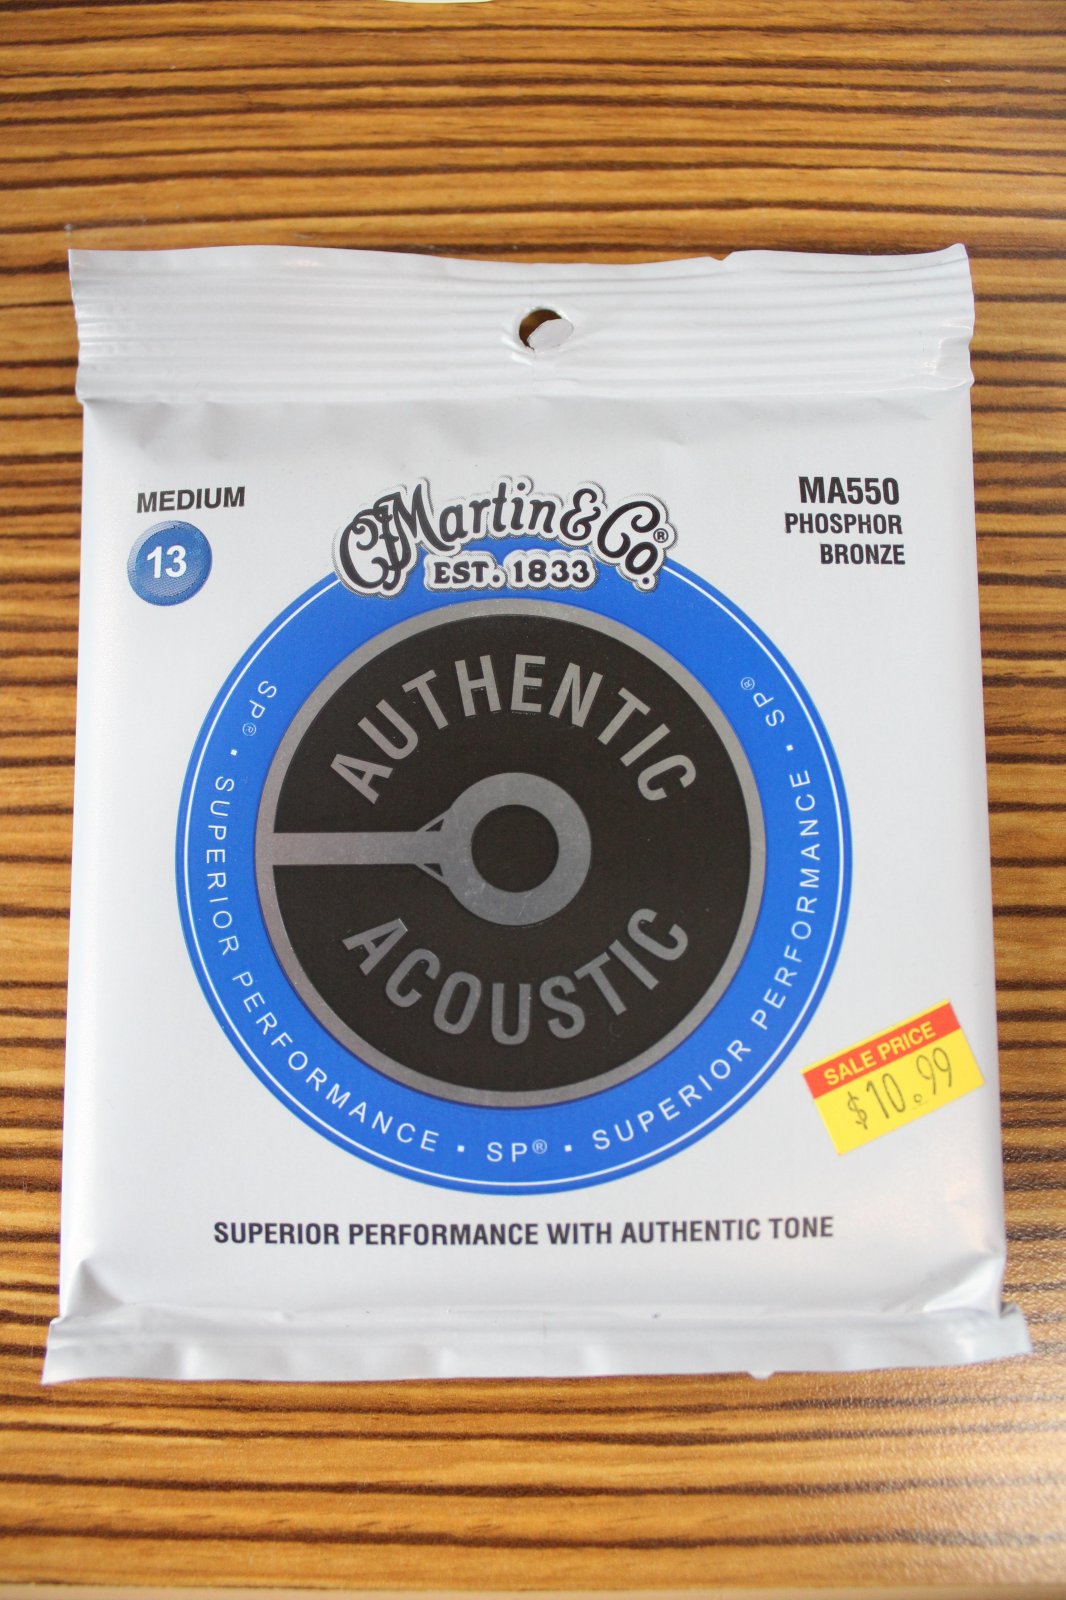 MEDIUM
13
CFMartin & Co.®
EST. 1833
MA550
PHOSPHOR
BRONZE
AUTHENTIC
ACOUSTIC
SP® · SUPERIOR PERFORMANCE · SP® · SUPERIOR PERFORMANCE · SP®
SALE PRICE
$10.99
SUPERIOR PERFORMANCE WITH AUTHENTIC TONE